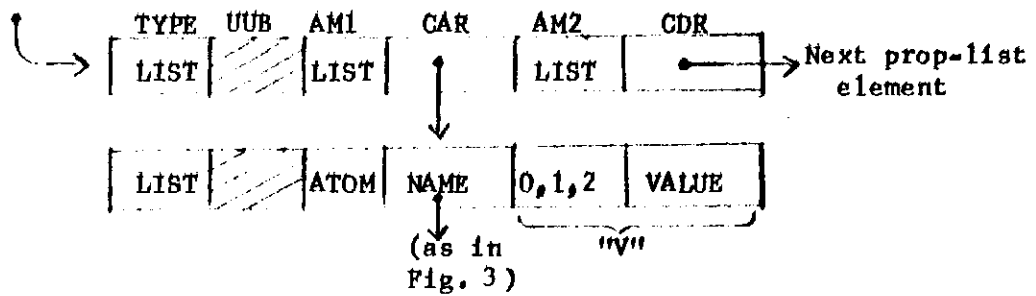 TYPE UUB AM1 CAR AM2 CDR
LIST LIST LIST Next prop-list
element
LIST ATOM NAME 0,1,2 VALUE
(as in "V"
Fig. 3)